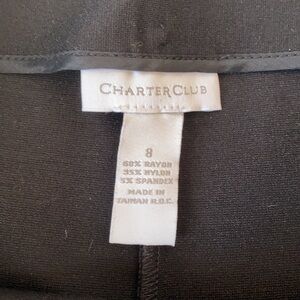 CHARTER CLUB
8
60% RAYON
35% NYLON
5% SPANDEX
MADE IN
TAIWAN R.O.C.